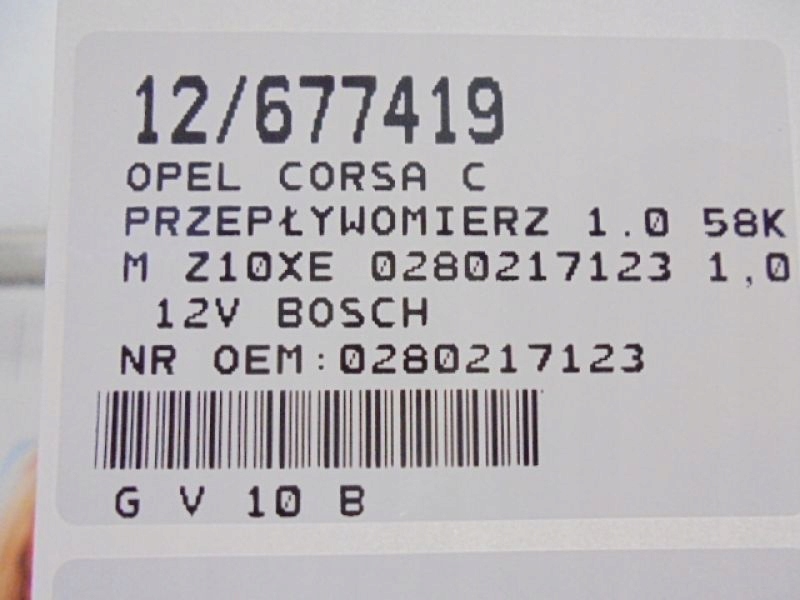 12/677419
OPEL CORSA C
PRZEPŁYWOMIERZ 1.0 58K
M Z10XE 0280217123 1,0
12V BOSCH
NR OEM:0280217123
G V 10 B